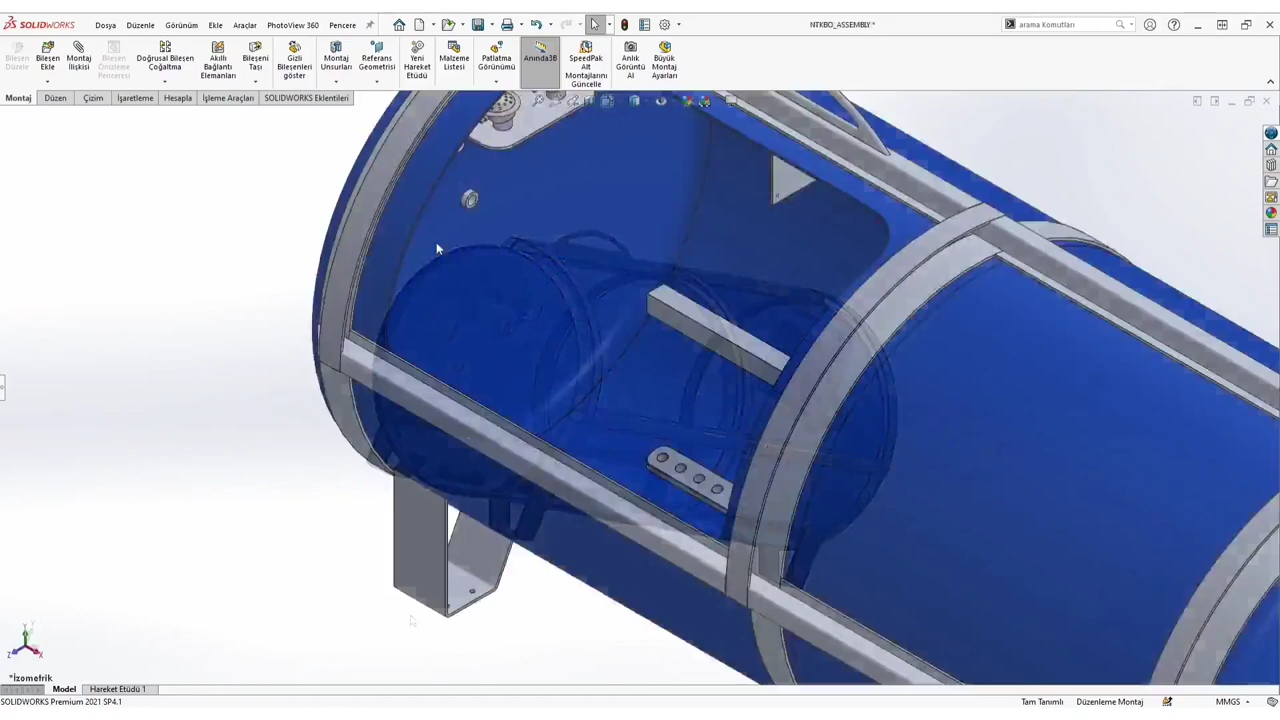 SOLIDWORKS Dosya Düzenle Görünüm Ekle Araçlar PhotoView 360 Pencere NTKBO_ASSEMBLY * arama Komutları
Bileşen Düzele
Bileşen Ekle
Montaj İlişkisi
Bileşen Önizleme Penceresi
Doğrusal Bileşen Çoğaltma
Akıllı Bağlantı Elemanları
Bileşeni Taşı
Gizli Bileşenleri göster
Montaj Unsurları
Referans Geometrisi
Yeni Hareket Etüdü
Malzeme Listesi
Patlatma Görünümü
Anında3B
SpeedPak Alt Montajlarını Güncelle
Anlık Görüntü Al
Büyük Montaj Ayarları
Montaj Düzen Çizim İşaretleme Hesapla İşleme Araçları SOLIDWORKS Eklentileri
*İzometrik
Model Hareket Etüdü 1
SOLIDWORKS Premium 2021 SP4.1 Tam Tanımlı Düzenleme Montaj MMGS